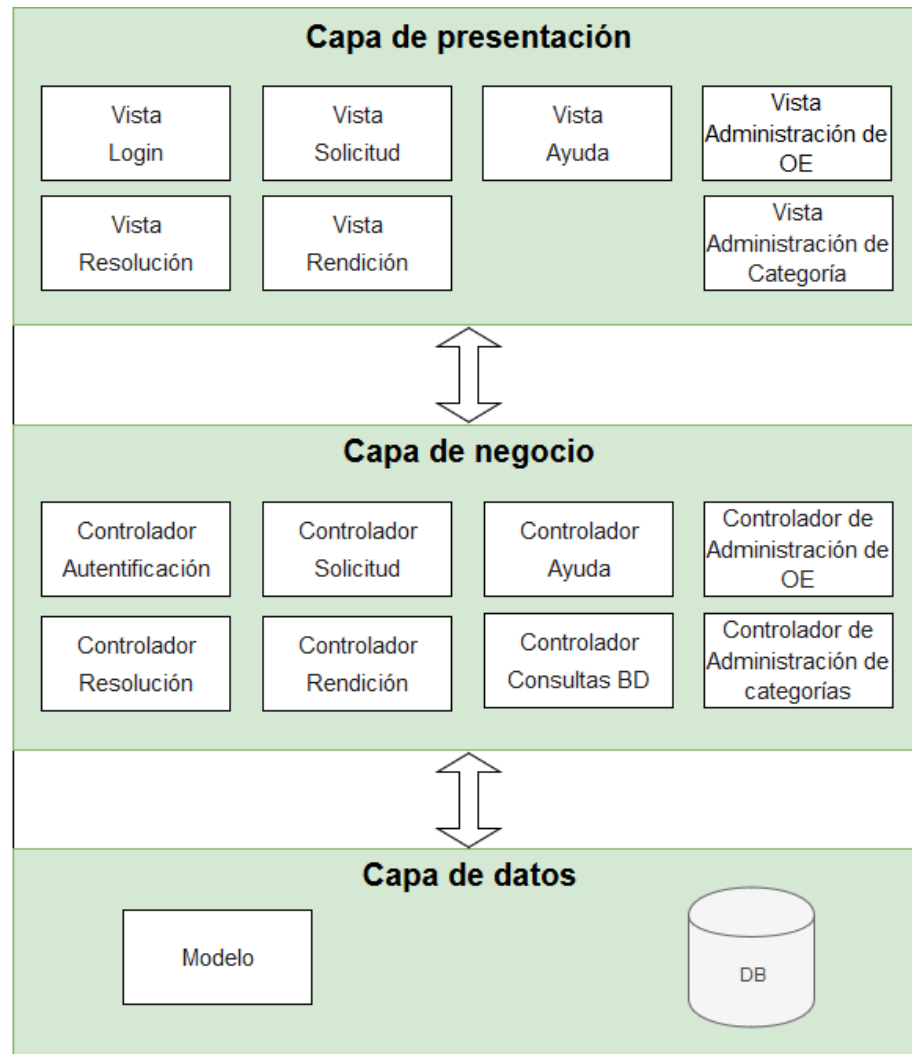 Capa de presentación
Vista
Login
Vista
Solicitud
Vista
Ayuda
Vista
Administración de
OE
Vista
Resolución
Vista
Rendición
Vista
Administración de
Categoría
Capa de negocio
Controlador
Autentificación
Controlador
Solicitud
Controlador
Ayuda
Controlador de
Administración de
OE
Controlador
Resolución
Controlador
Rendición
Controlador
Consultas BD
Controlador de
Administración de
categorías
Capa de datos
Modelo
DB